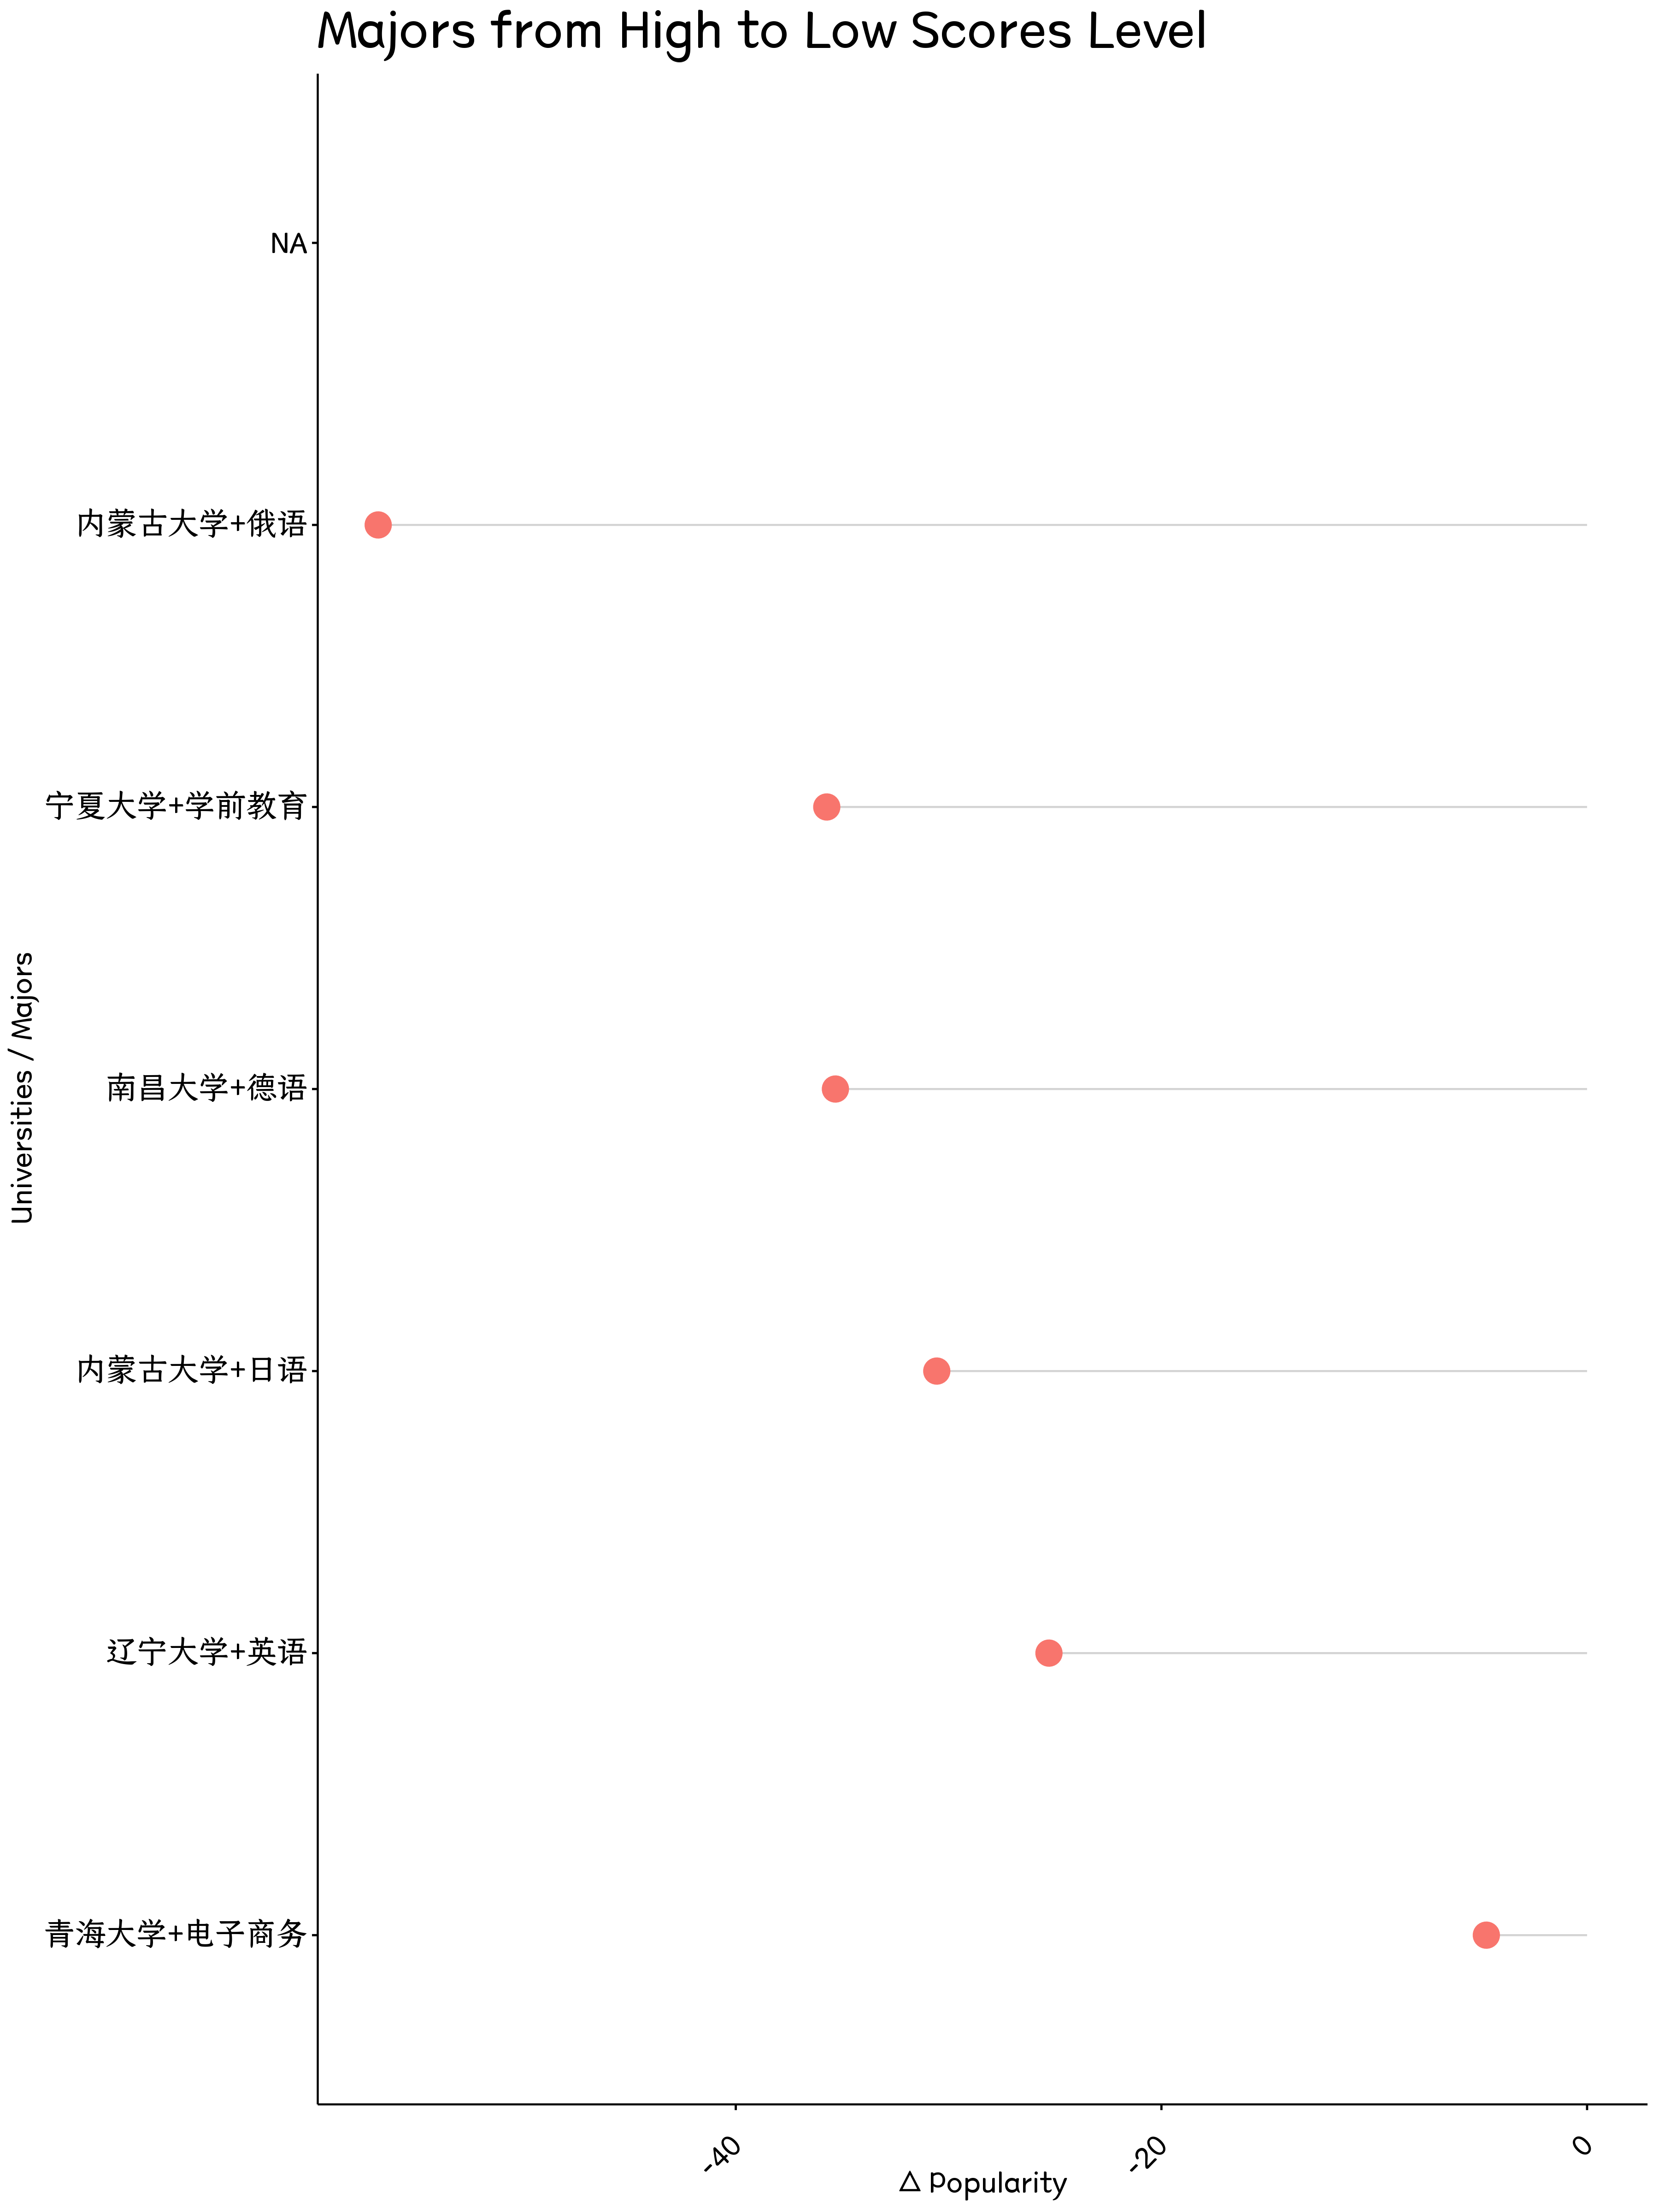 Majors from High to Low Scores Level
Universities / Majors
NA
内蒙古大学+俄语
宁夏大学+学前教育
南昌大学+德语
内蒙古大学+日语
辽宁大学+英语
青海大学+电子商务
-40
-20
0
△ Popularity